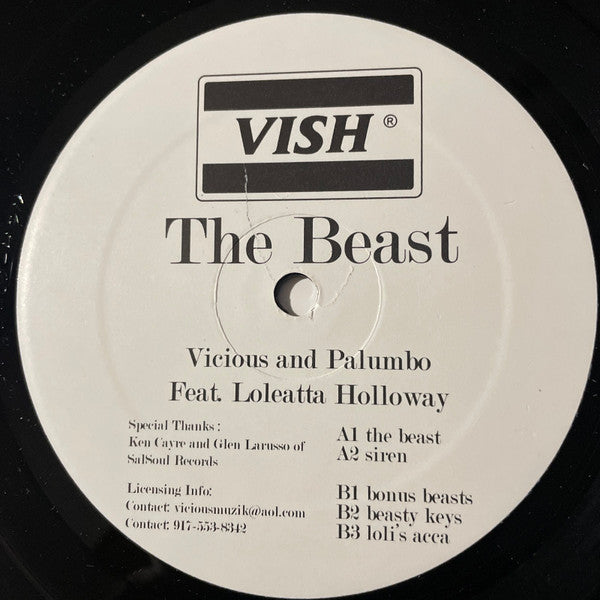 VISH ®
The Beast
Vicious and Palumbo
Feat. Loleatta Holloway
Special Thanks :
Ken Cayre and Glen Larusso of
SalSoul Records
Licensing Info:
Contact: viciousmuzik@aol.com
Contact: 917-553-8342
A1 the beast
A2 siren
B1 bonus beasts
B2 beasty keys
B3 loli's acca